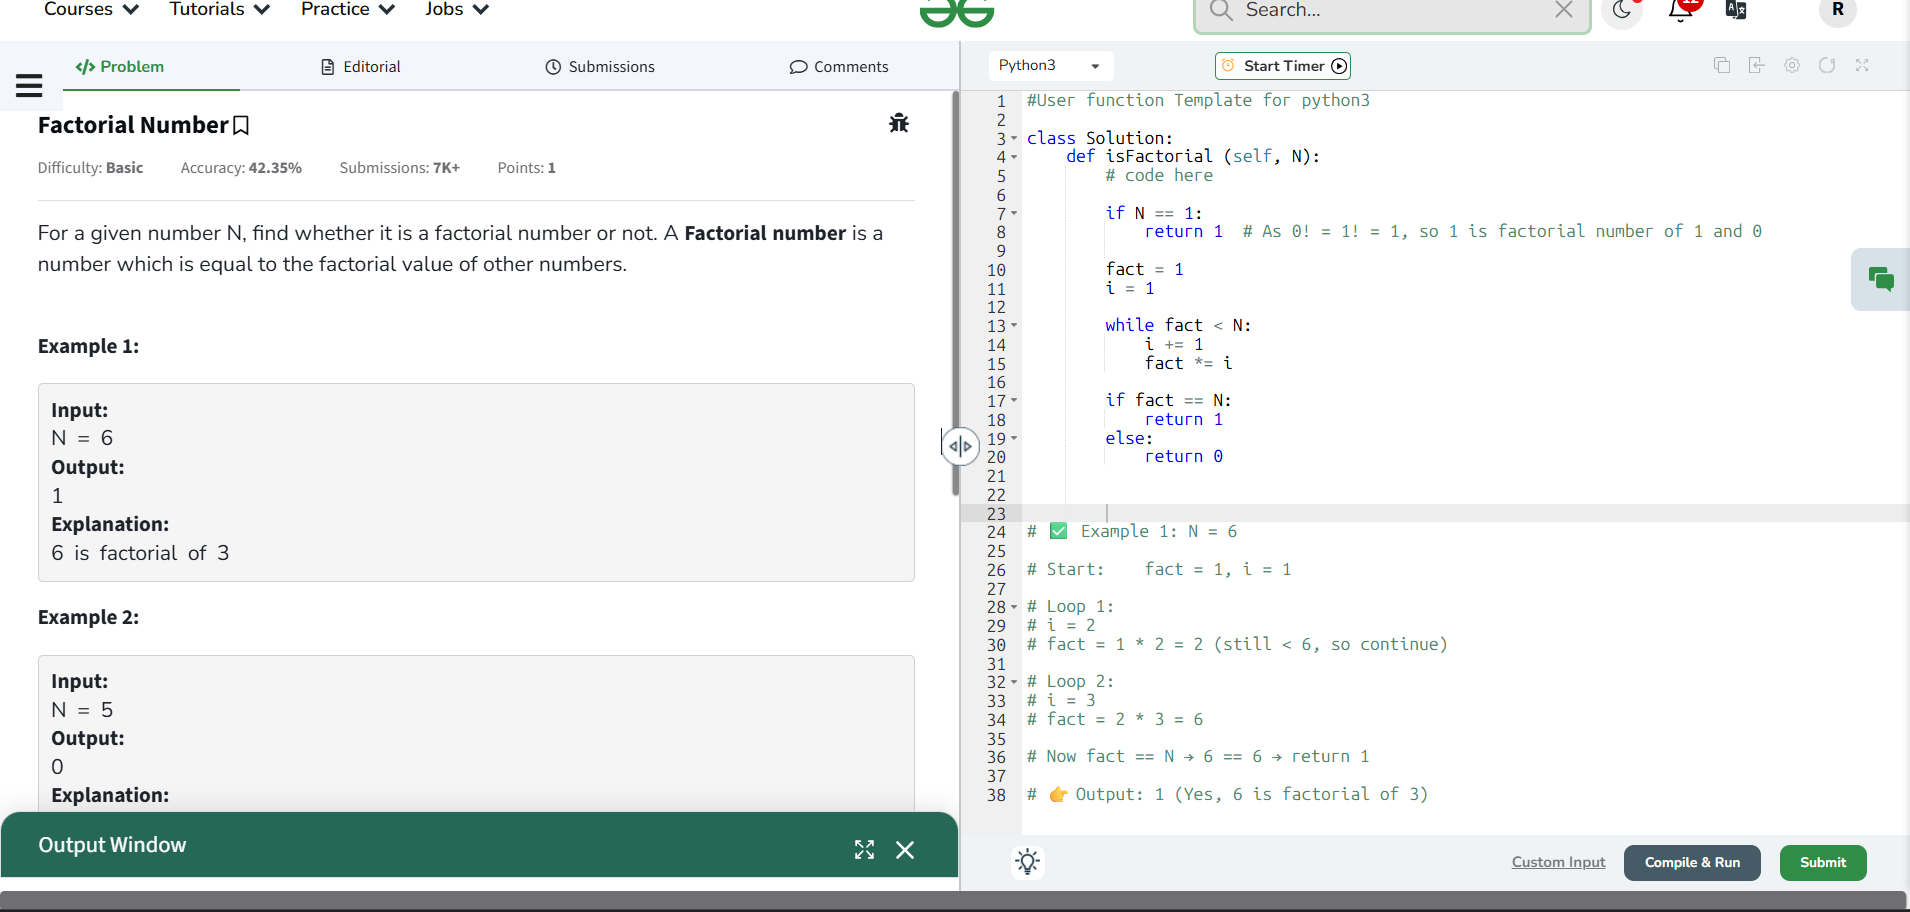 Courses Tutorials Practice Jobs Search... 12 R
Problem Editorial Submissions Comments
Factorial Number
Difficulty: Basic Accuracy: 42.35% Submissions: 7K+ Points: 1
For a given number N, find whether it is a factorial number or not. A Factorial number is a
number which is equal to the factorial value of other numbers.
Example 1:
Input:
N = 6
Output:
1
Explanation:
6 is factorial of 3
Example 2:
Input:
N = 5
Output:
0
Explanation:
Output Window
Python3 Start Timer
1 #User function Template for python3
2
3 class Solution:
4 def isFactorial (self, N):
5 # code here
6
7 if N == 1:
8 return 1 # As 0! = 1! = 1, so 1 is factorial number of 1 and 0
9
10 fact = 1
11 i = 1
12
13 while fact < N:
14 i += 1
15 fact *= i
16
17 if fact == N:
18 return 1
19 else:
20 return 0
21
22
23
24 # ✅ Example 1: N = 6
25
26 # Start: fact = 1, i = 1
27
28 # Loop 1:
29 # i = 2
30 # fact = 1 * 2 = 2 (still < 6, so continue)
31
32 # Loop 2:
33 # i = 3
34 # fact = 2 * 3 = 6
35
36 # Now fact == N → 6 == 6 → return 1
37
38 # 👉 Output: 1 (Yes, 6 is factorial of 3)
Custom Input Compile & Run Submit